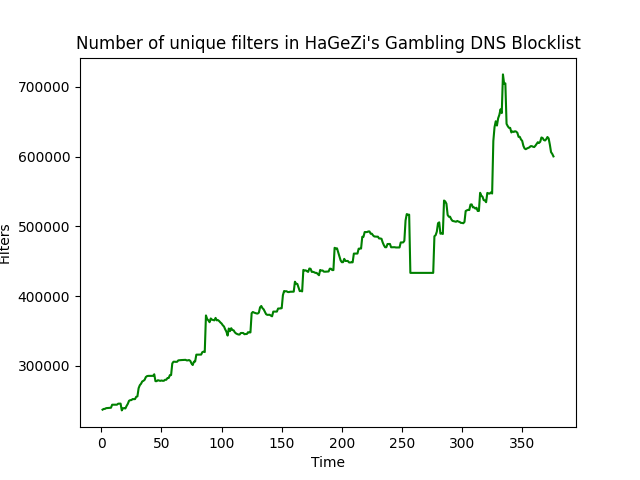 Number of unique filters in HaGeZi's Gambling DNS Blocklist
700000
600000
500000
400000
300000
Filters
0 50 100 150 200 250 300 350
Time